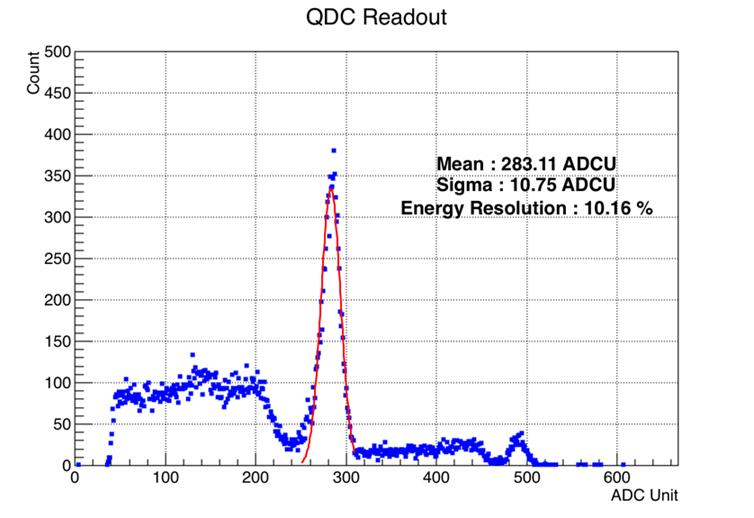 QDC Readout
Count
500
450
400
350
300
250
200
150
100
50
0
Mean : 283.11 ADCU
Sigma : 10.75 ADCU
Energy Resolution : 10.16 %
0 100 200 300 400 500 600
ADC Unit